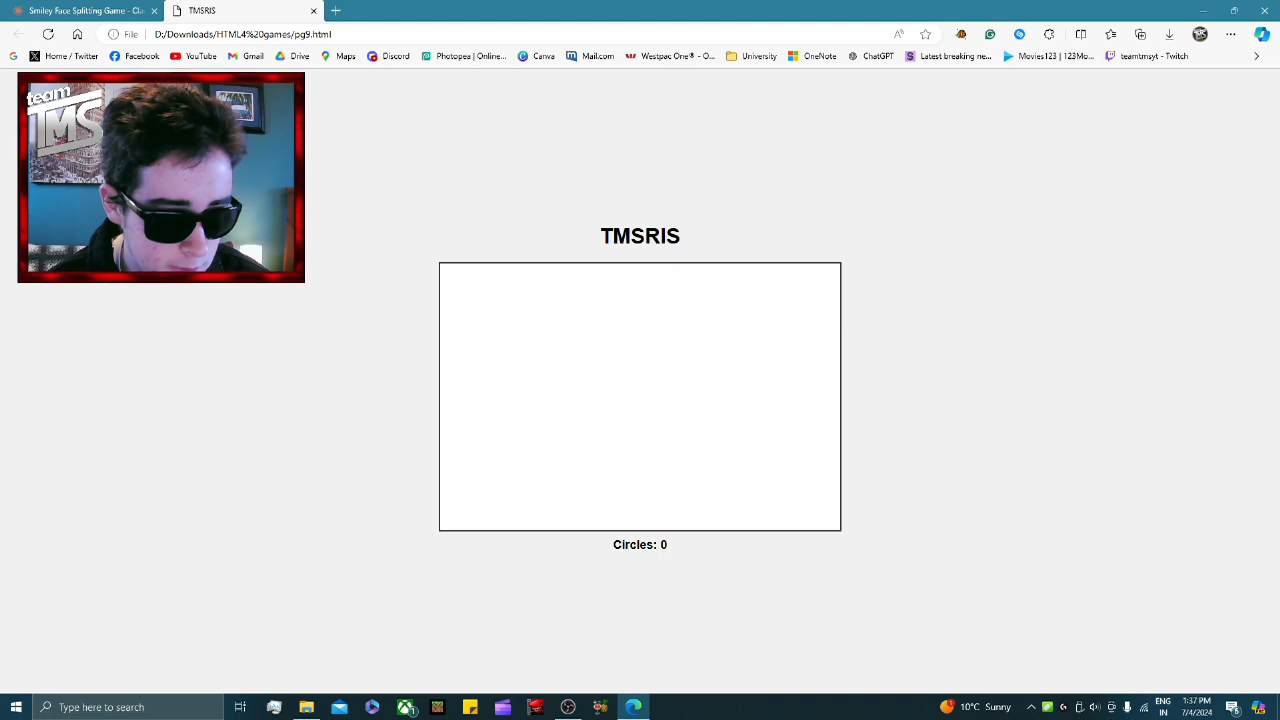 Smiley Face Splitting Game - Cla
TMSRIS
File
D:/Downloads/HTML4%20games/pg9.html
Home / Twitter
Facebook
YouTube
Gmail
Drive
Maps
Discord
Photopea | Online...
Canva
Mail.com
Westpac One® - O...
University
OneNote
ChatGPT
Latest breaking ne...
Movies123 | 123Mo...
teamtmsyt - Twitch
team
TMS
TMSRIS
Circles: 0
Type here to search
10°C Sunny
ENG
IN
1:37 PM
7/4/2024